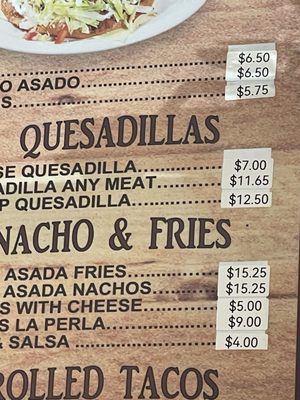 $6.50
O ASADO $6.50
S $5.75
QUESADILLAS
SE QUESADILLA $7.00
ADILLA ANY MEAT $11.65
P QUESADILLA $12.50
NACHO & FRIES
ASADA FRIES $15.25
ASADA NACHOS $15.25
S WITH CHEESE $5.00
S LA PERLA $9.00
& SALSA $4.00
ROLLED TACOS